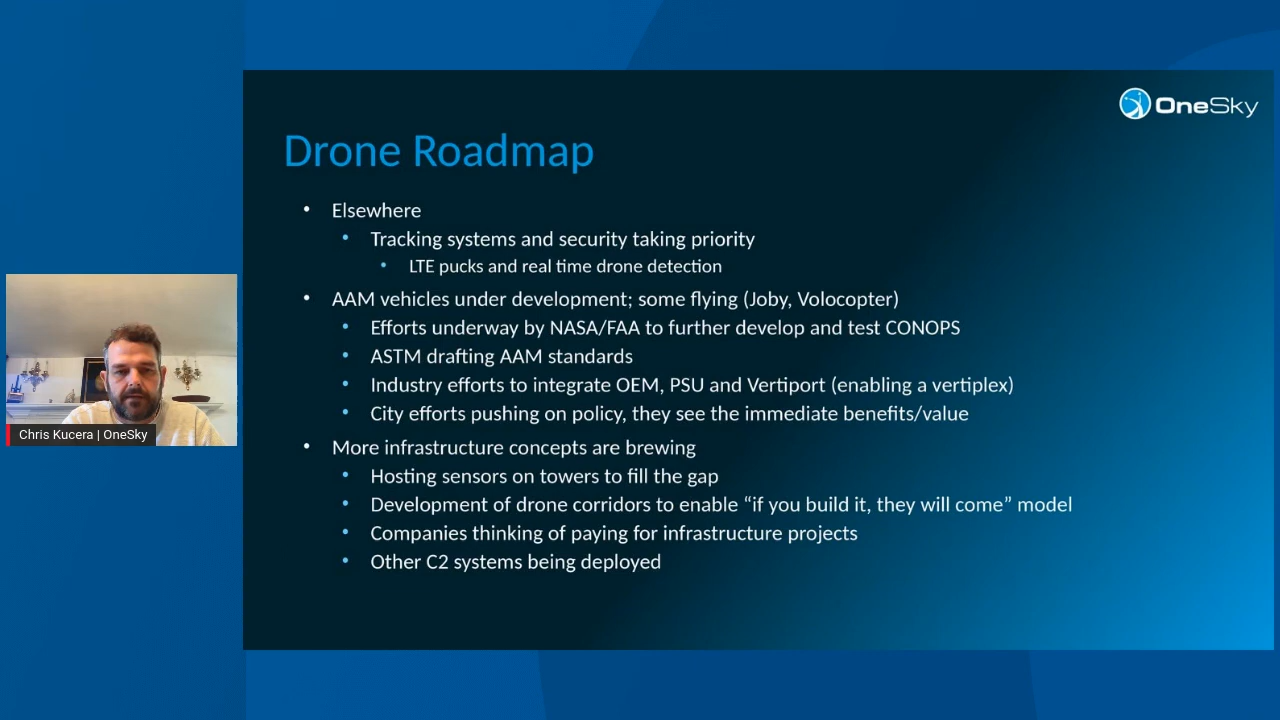 OneSky
Drone Roadmap
• Elsewhere
• Tracking systems and security taking priority
• LTE pucks and real time drone detection
• AAM vehicles under development; some flying (Joby, Volocopter)
• Efforts underway by NASA/FAA to further develop and test CONOPS
• ASTM drafting AAM standards
• Industry efforts to integrate OEM, PSU and Vertiport (enabling a vertiplex)
• City efforts pushing on policy, they see the immediate benefits/value
• More infrastructure concepts are brewing
• Hosting sensors on towers to fill the gap
• Development of drone corridors to enable “if you build it, they will come” model
• Companies thinking of paying for infrastructure projects
• Other C2 systems being deployed
Chris Kucera | OneSky